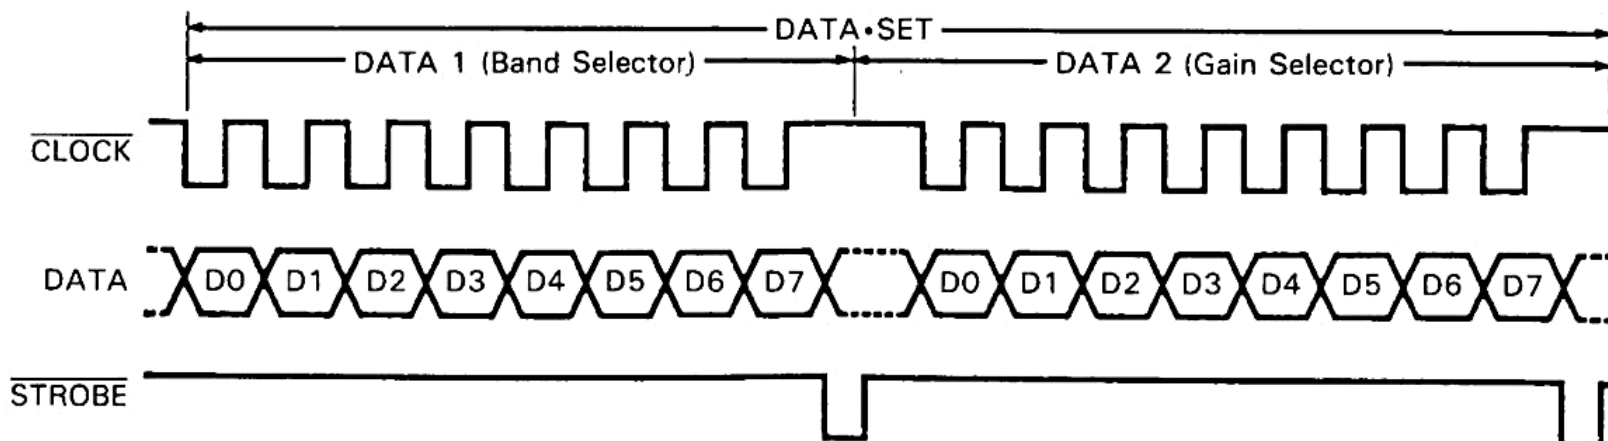 DATA•SET
DATA 1 (Band Selector) DATA 2 (Gain Selector)
CLOCK
DATA D0 D1 D2 D3 D4 D5 D6 D7 D0 D1 D2 D3 D4 D5 D6 D7
STROBE